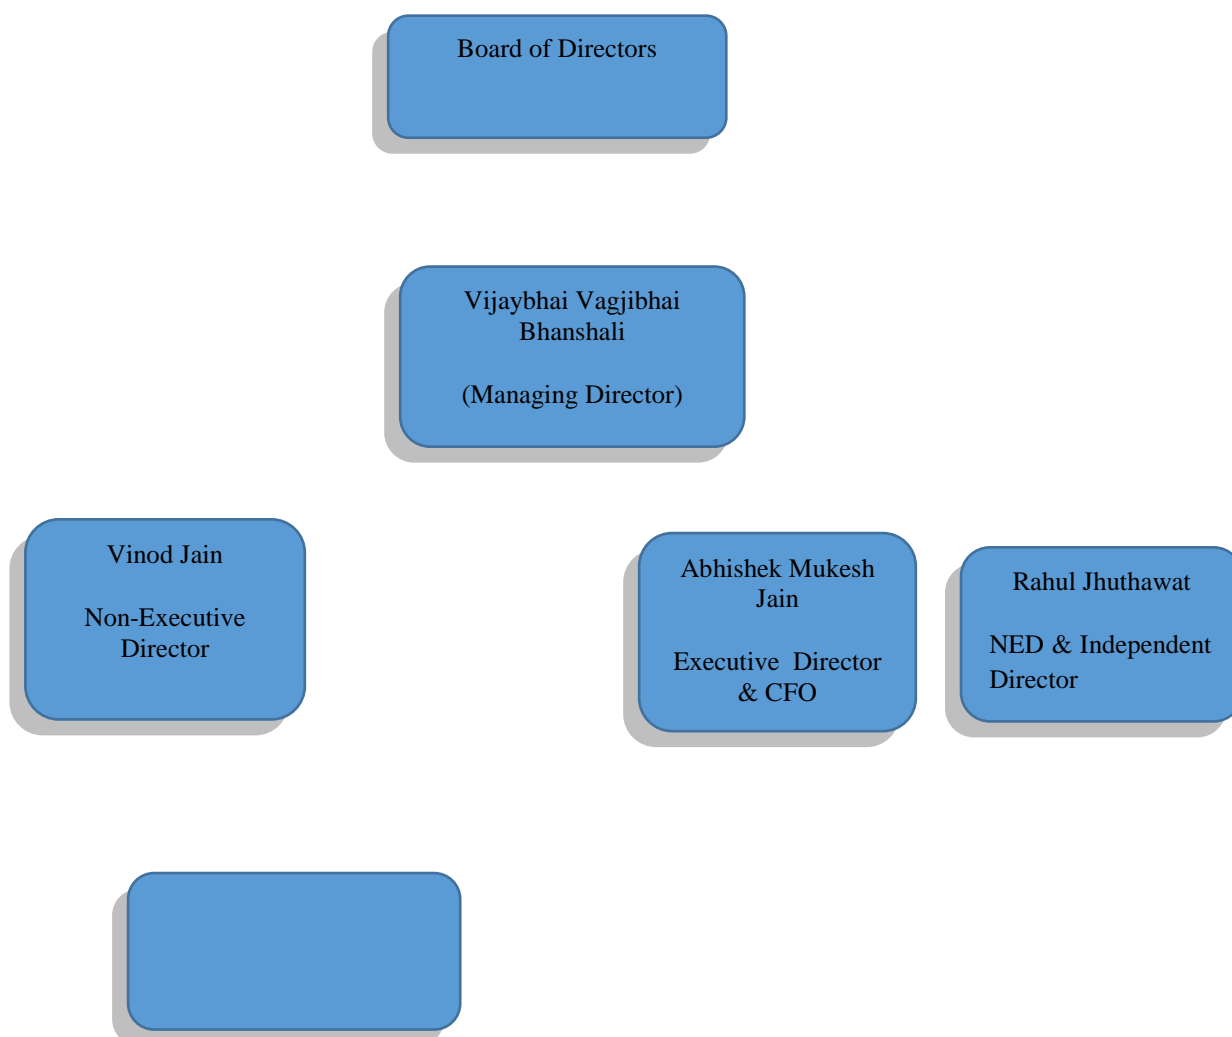 Board of Directors
Vijaybhai Vagjibhai
Bhanshali
(Managing Director)
Vinod Jain
Non-Executive
Director
Abhishek Mukesh
Jain
Executive Director
& CFO
Rahul Jhuthawat
NED & Independent
Director